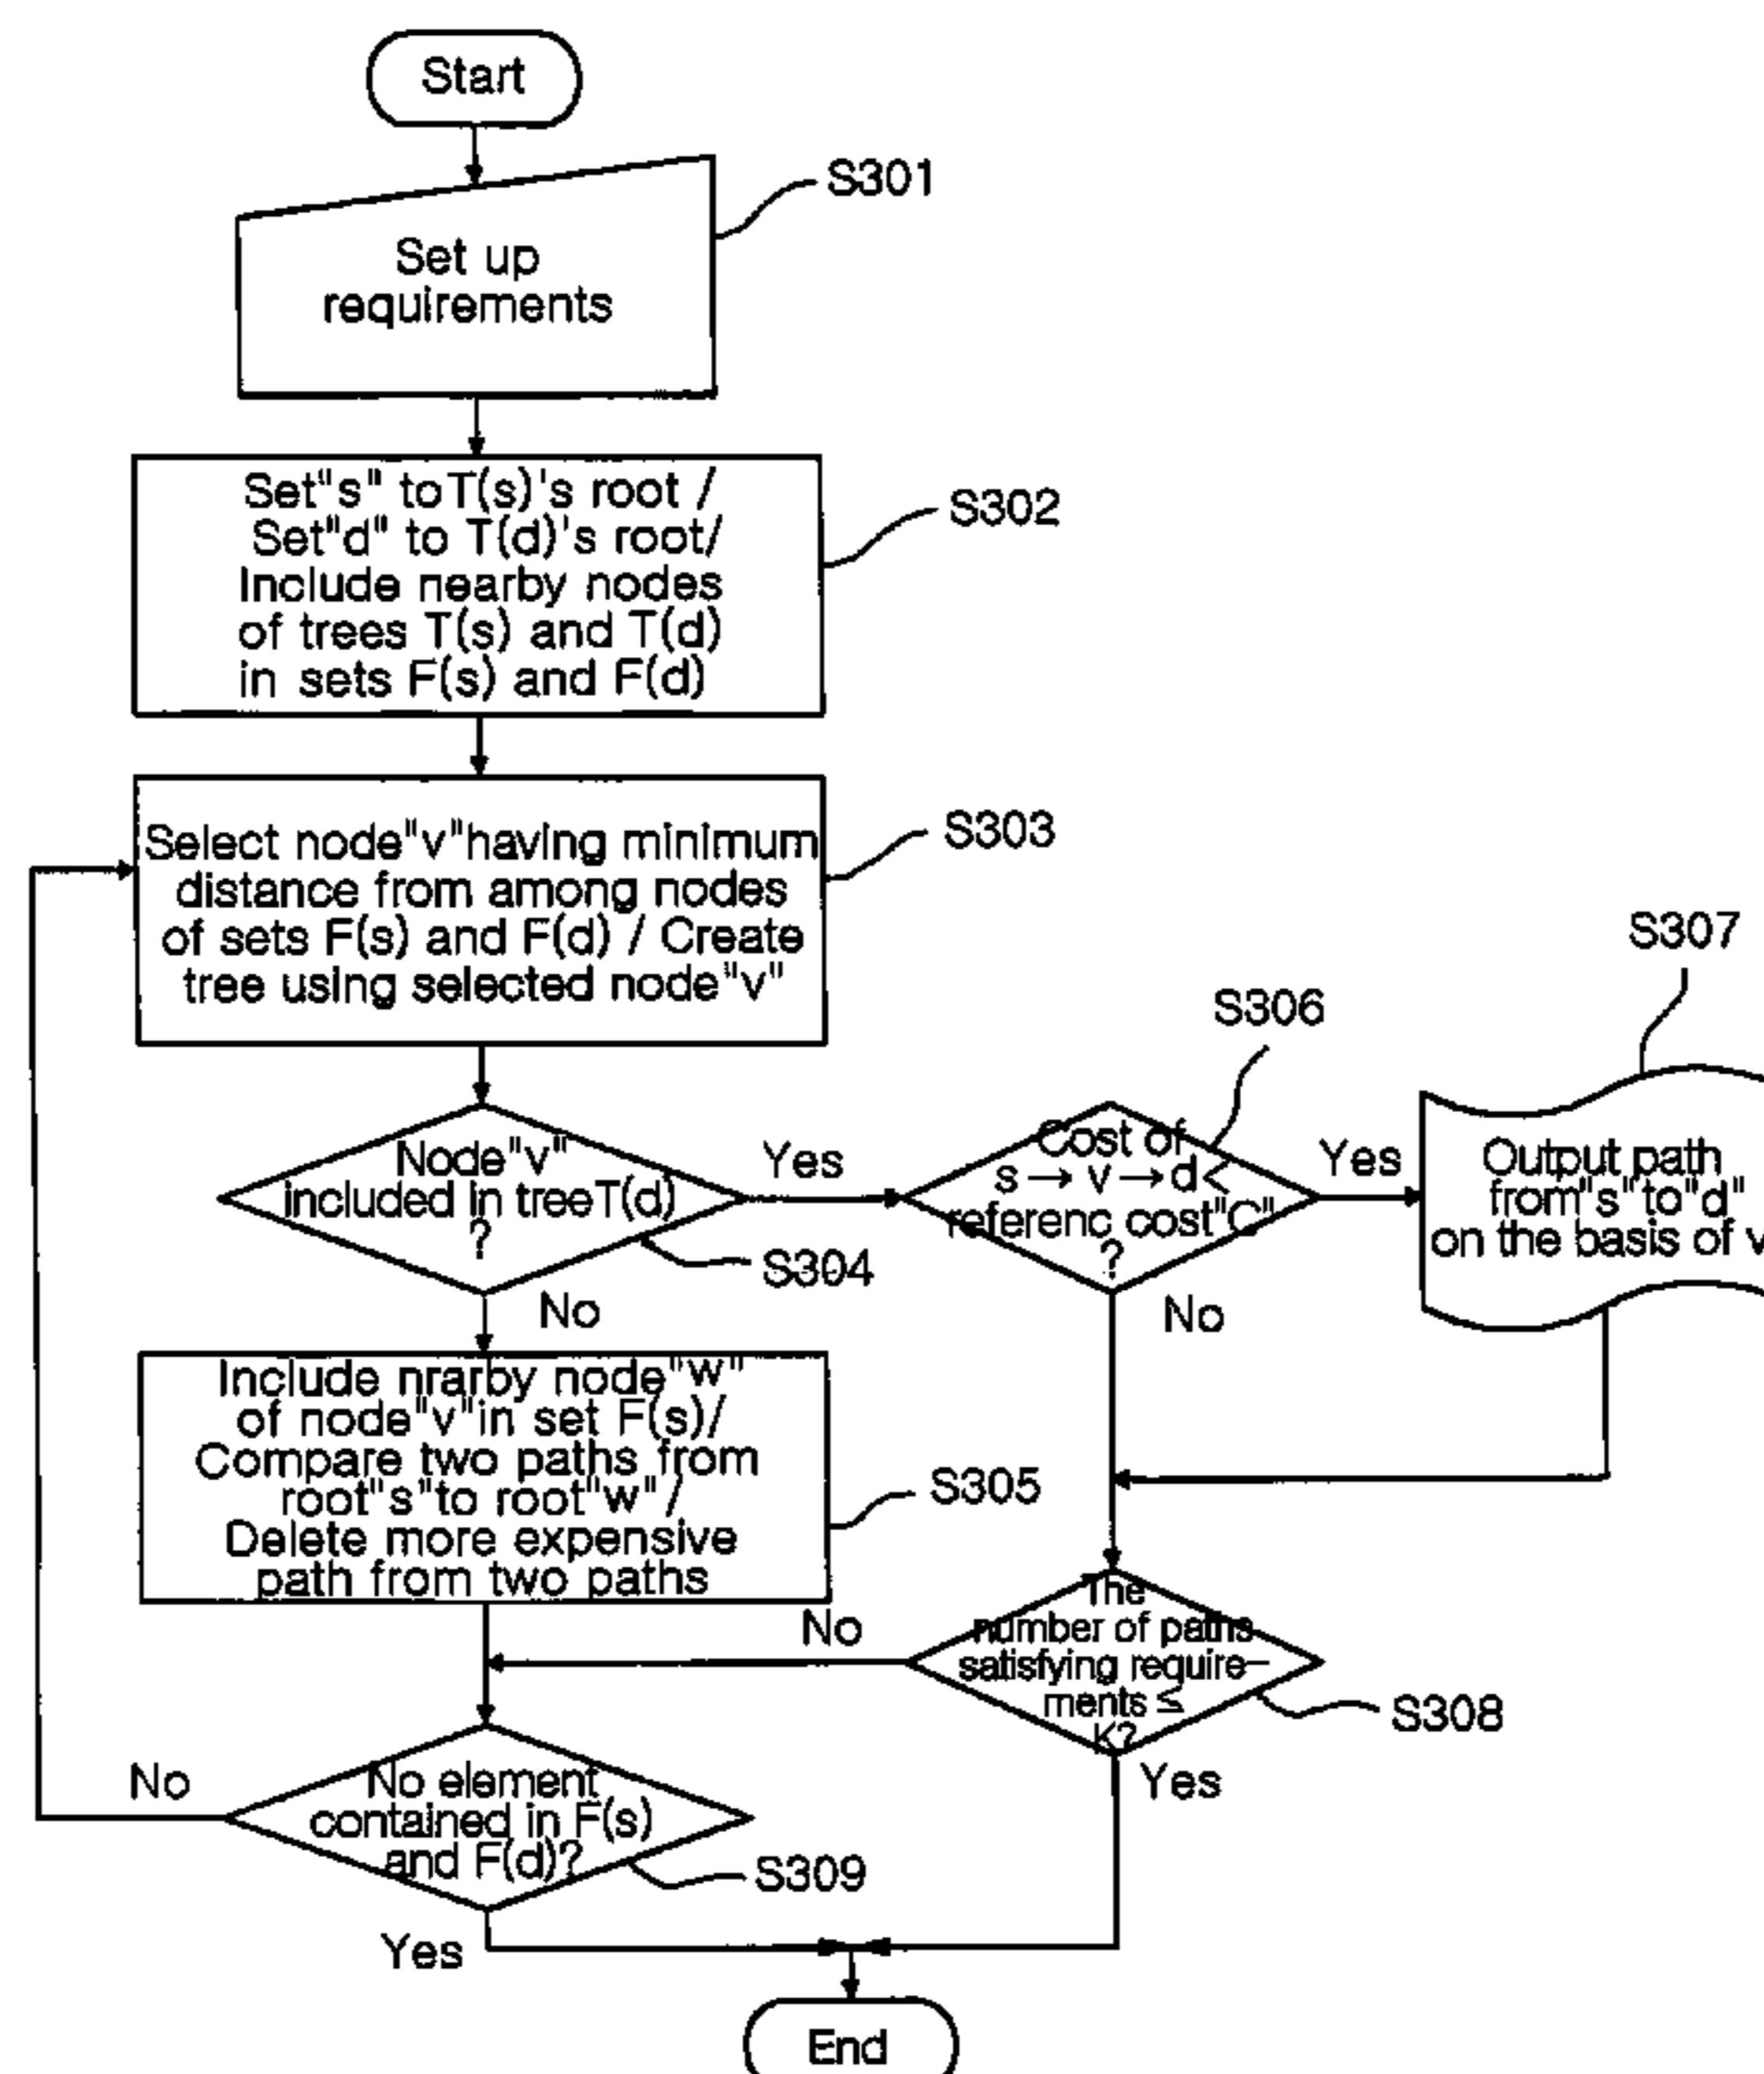 Start
S301
Set up
requirements
Set"s" toT(s)'s root /
Set"d" to T(d)'s root/
Include nearby nodes
of trees T(s) and T(d)
in sets F(s) and F(d)
S302
Select node"v"having minimum
distance from among nodes
of sets F(s) and F(d) / Create
tree using selected node"v"
S303
Node"v"
included in treeT(d)
?
S304
Yes
No
Cost of
s → v → d <
referenc cost"C"
?
S306
Yes
No
S307
Output path
from"s"to"d"
on the basis of v
Include nrarby node"w"
of node"v"in set F(s)/
Compare two paths from
root"s"to root"w"/
Delete more expensive
path from two paths
S305
The
number of paths
satisfying require-
ments ≤
K?
S308
No
Yes
No element
contained in F(s)
and F(d)?
S309
No
Yes
End